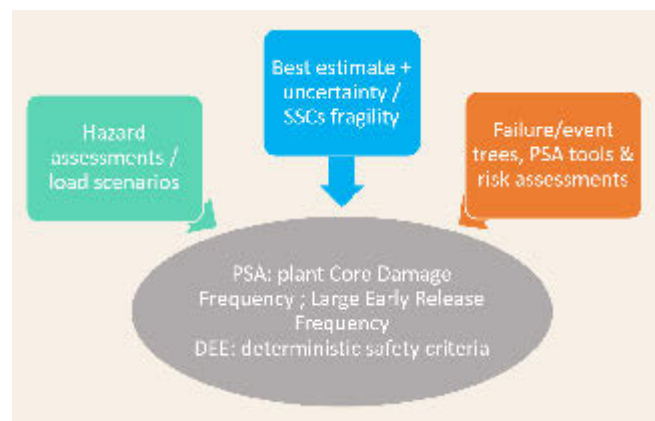 Best estimate +
uncertainty /
SSCs fragility
Hazard
assessments /
load scenarios
Failure/event
trees, PSA tools &
risk assessments
PSA: plant Core Damage
Frequency ; Large Early Release
Frequency
DEE: deterministic safety criteria